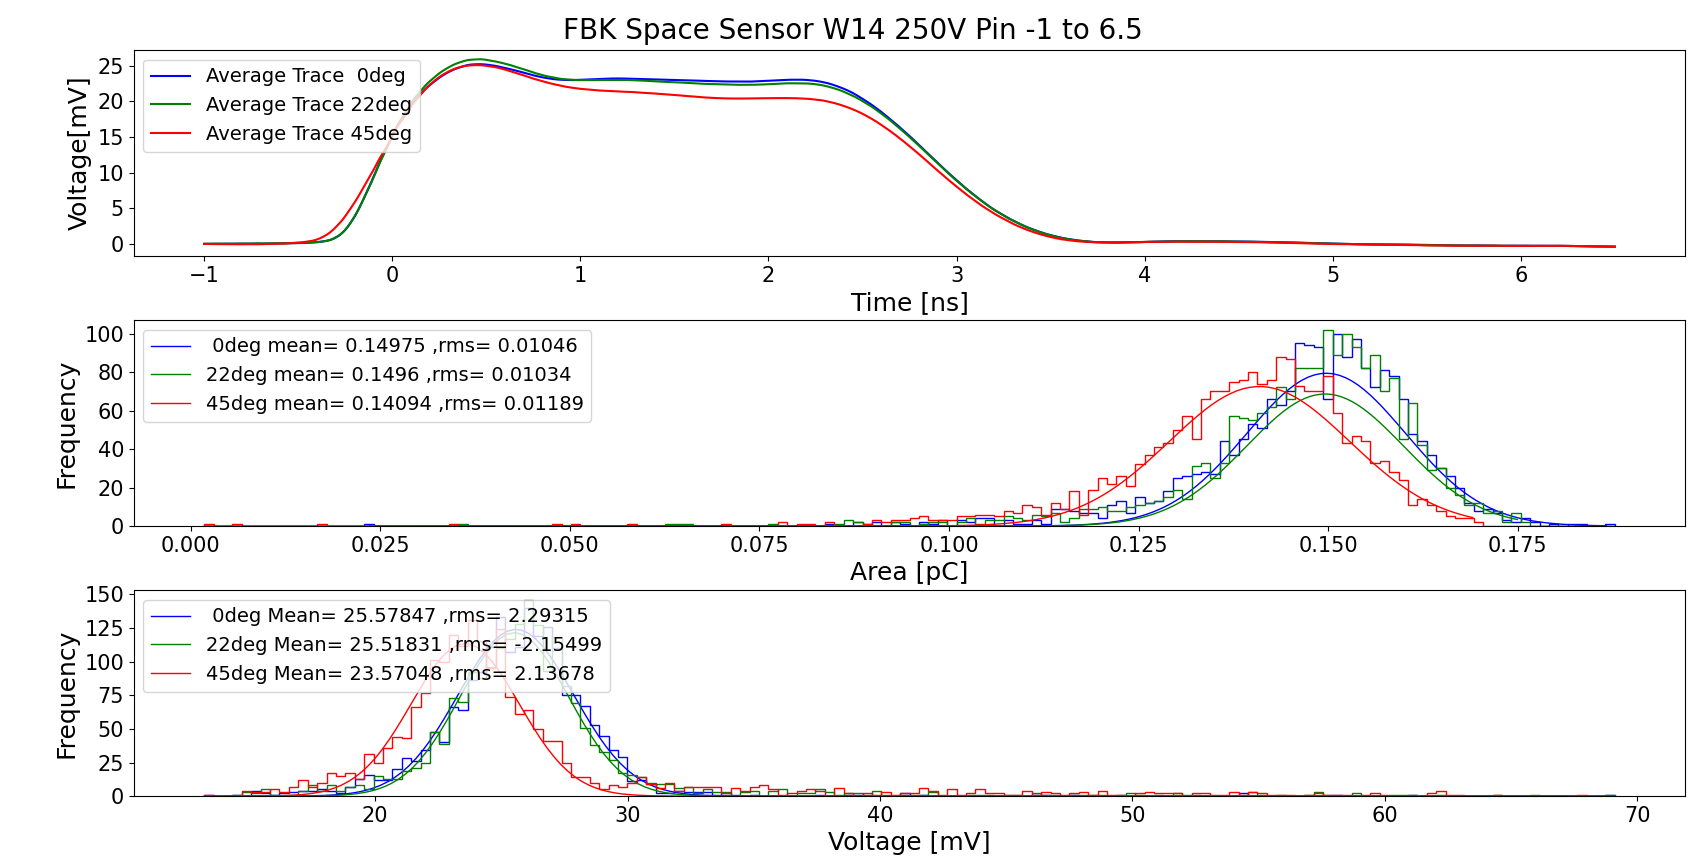 FBK Space Sensor W14 250V Pin -1 to 6.5
Voltage[mV]
25
20
15
10
5
0
Average Trace  0deg
Average Trace 22deg
Average Trace 45deg
−1 0 1 2 3 4 5 6
Time [ns]
Frequency
100
80
60
40
20
0
0deg mean= 0.14975 ,rms= 0.01046
22deg mean= 0.1496 ,rms= 0.01034
45deg mean= 0.14094 ,rms= 0.01189
0.000 0.025 0.050 0.075 0.100 0.125 0.150 0.175
Area [pC]
Frequency
150
125
100
75
50
25
0
0deg Mean= 25.57847 ,rms= 2.29315
22deg Mean= 25.51831 ,rms= -2.15499
45deg Mean= 23.57048 ,rms= 2.13678
20 30 40 50 60 70
Voltage [mV]